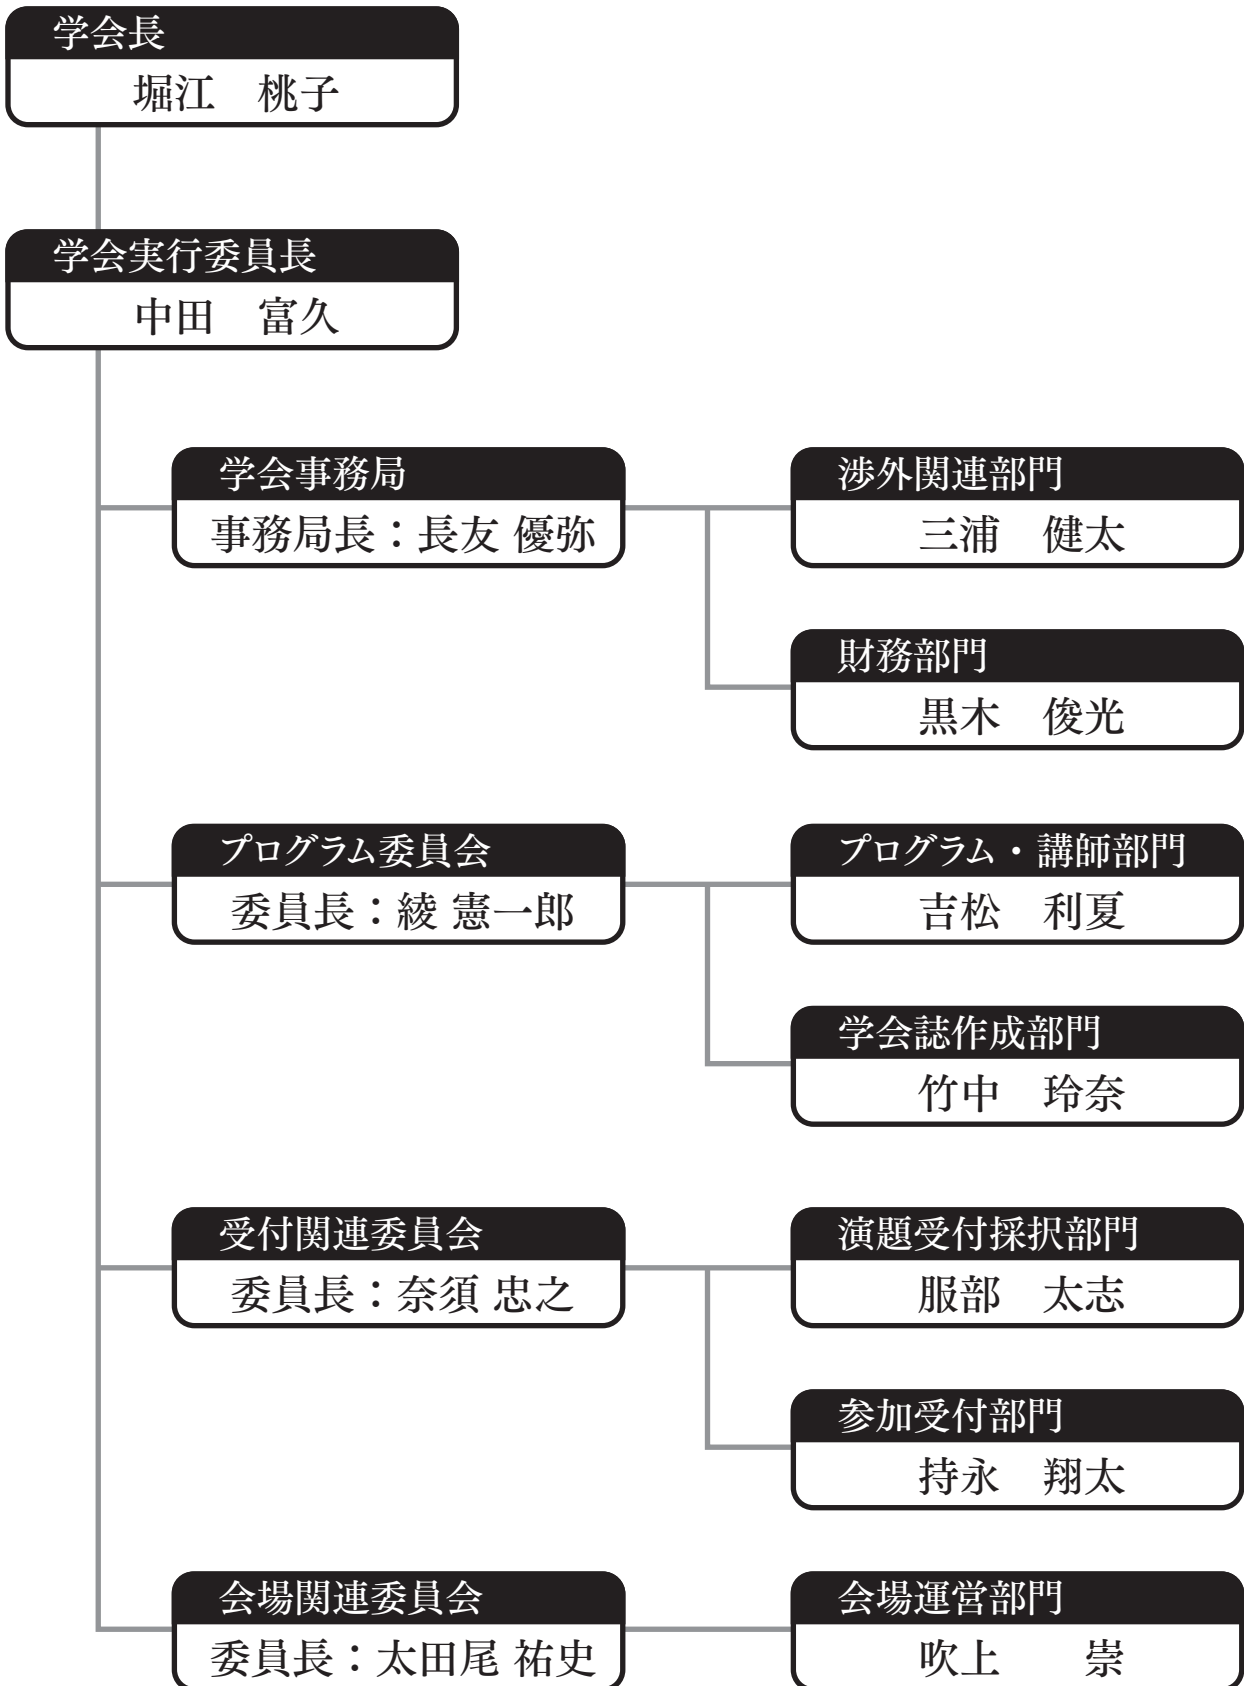 学会長
堀江　桃子
学会実行委員長
中田　富久
学会事務局
事務局長：長友 優弥
渉外関連部門
三浦　健太
財務部門
黒木　俊光
プログラム委員会
委員長：綾 憲一郎
プログラム・講師部門
吉松　利夏
学会誌作成部門
竹中　玲奈
受付関連委員会
委員長：奈須 忠之
演題受付採択部門
服部　太志
参加受付部門
持永　翔太
会場関連委員会
委員長：太田尾 祐史
会場運営部門
吹上　　崇